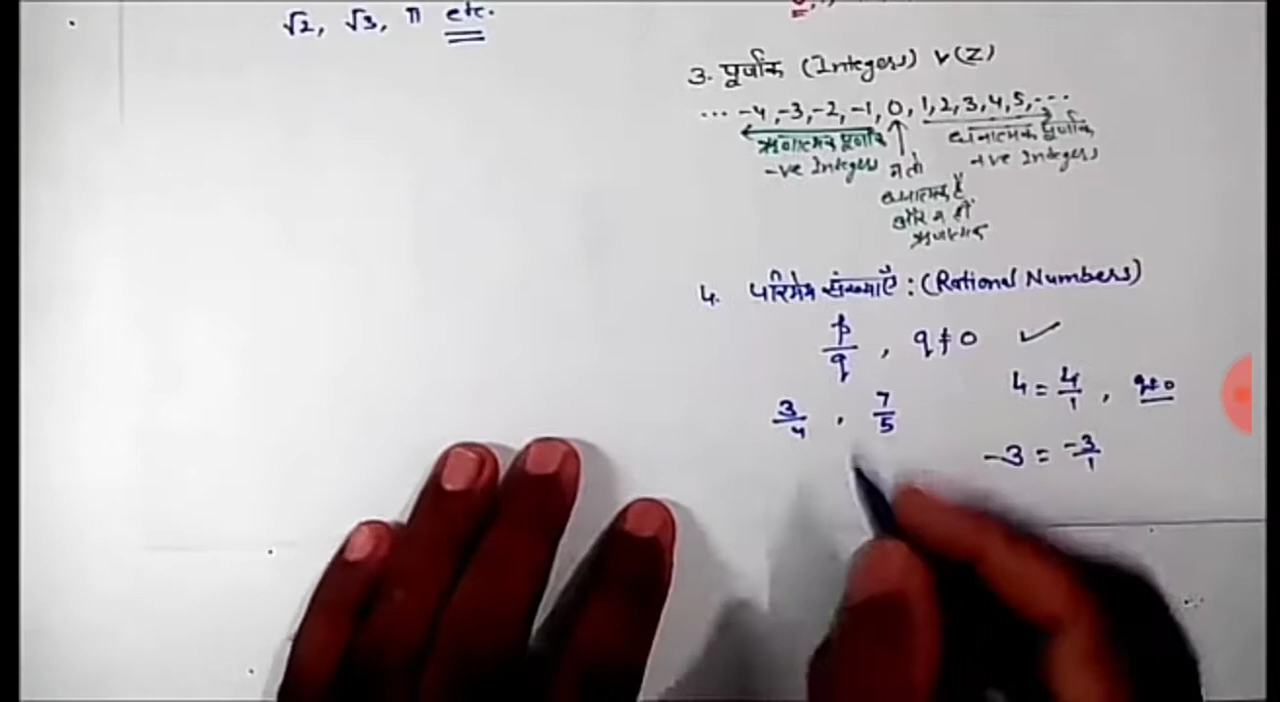 √2, √3, π etc.
3. पूर्णांक (Integers) (Z)
... -4, -3, -2, -1, 0, 1, 2, 3, 4, 5, ...
ऋणात्मक पूर्णांक
-ve Integers
न तो
धनात्मक है
और न ही
ऋणात्मक
धनात्मक पूर्णांक
+ve Integers
4. परिमेय संख्याएँ : (Rational Numbers)
p/q , q≠0 ✓
3/4 , 7/5
4 = 4/1 , q≠0
-3 = -3/1